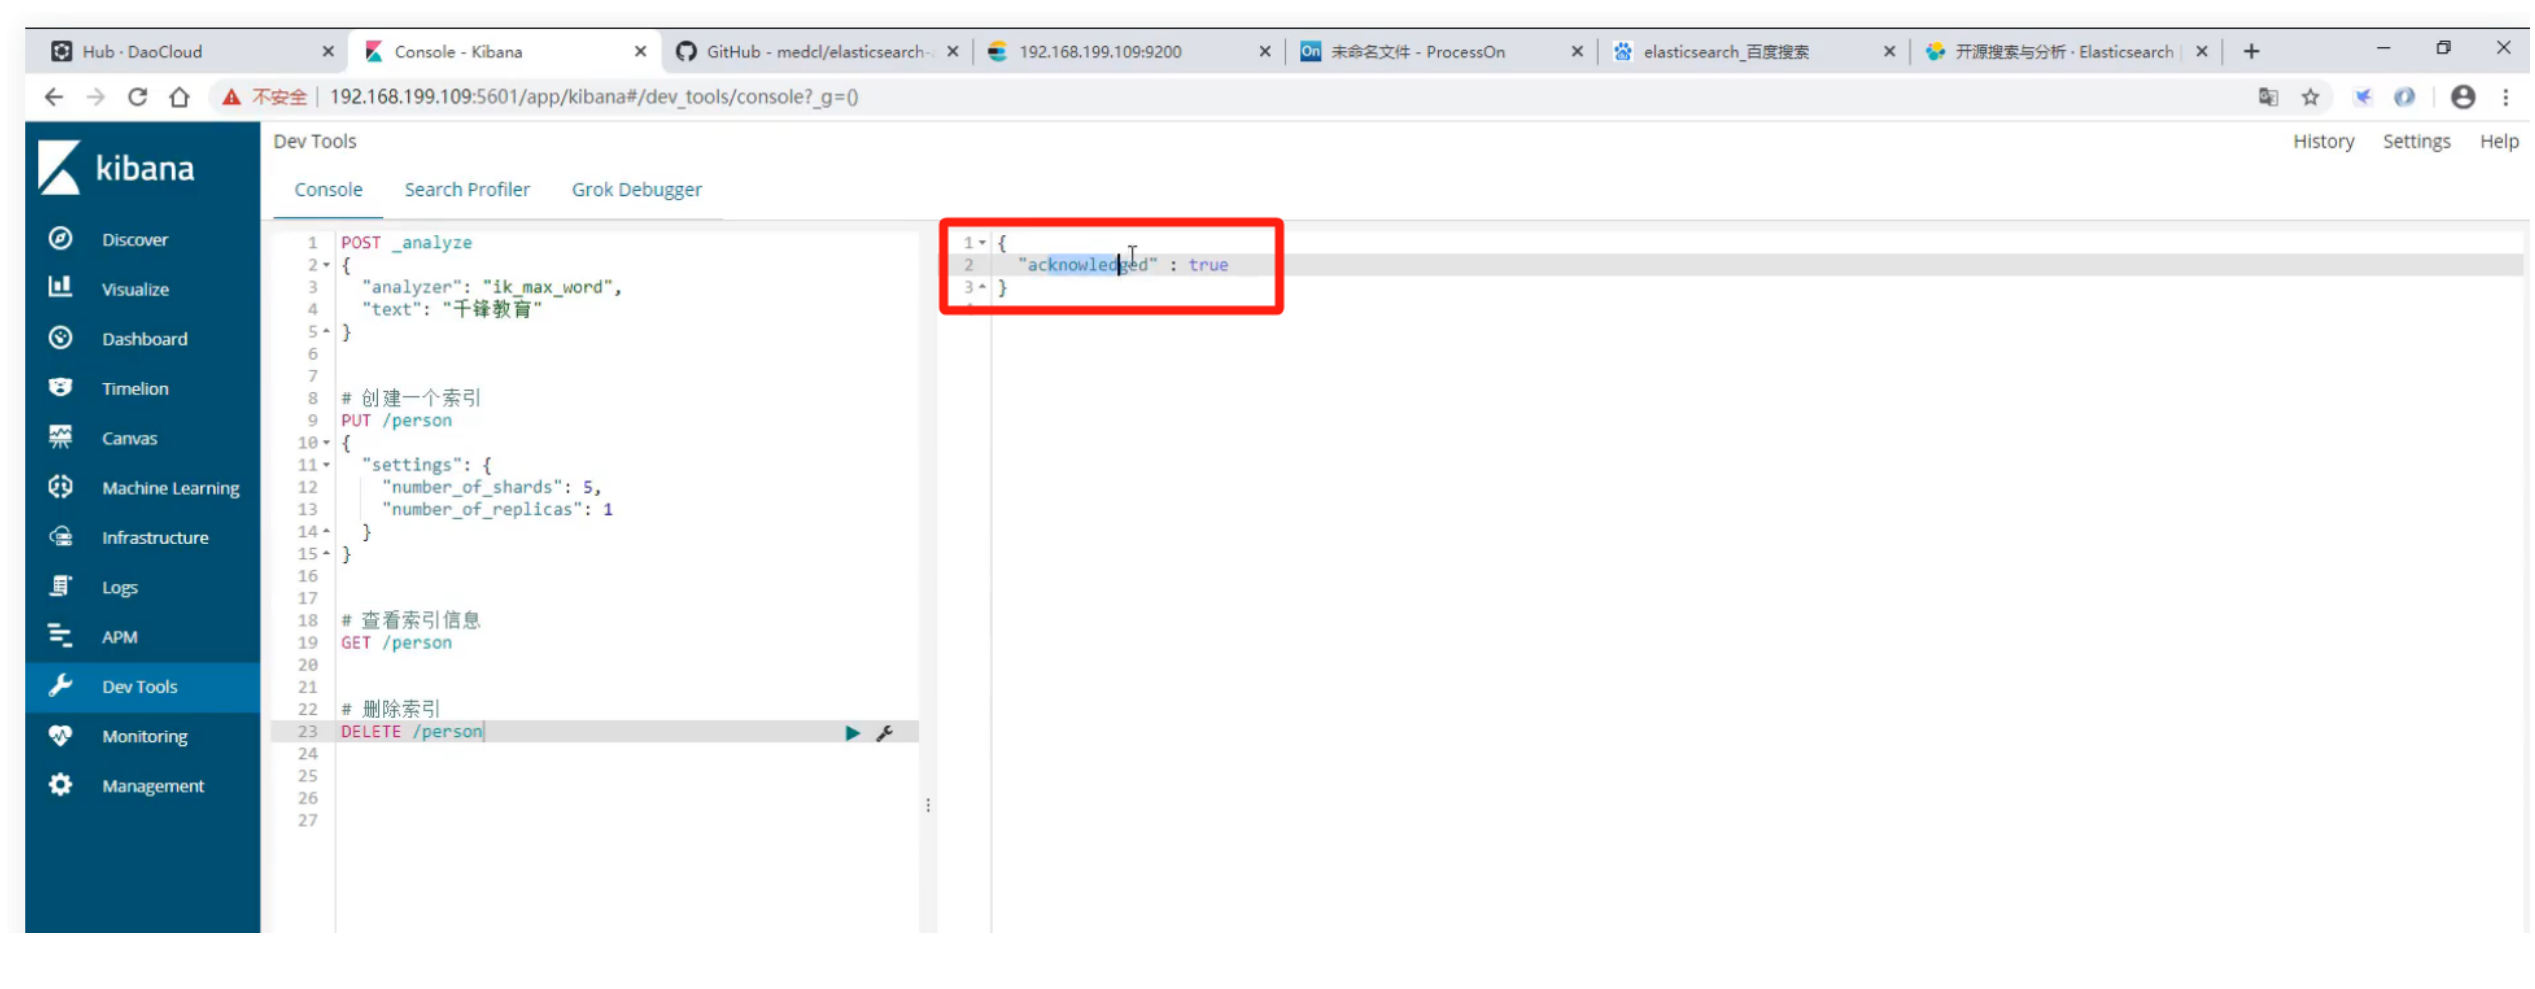 Hub · DaoCloud
Console - Kibana
GitHub - medcl/elasticsearch-
192.168.199.109:9200
On 未命名文件 - ProcessOn
elasticsearch_百度搜索
开源搜索与分析 · Elasticsearch
不安全 | 192.168.199.109:5601/app/kibana#/dev_tools/console?_g=()
kibana
Discover
Visualize
Dashboard
Timelion
Canvas
Machine Learning
Infrastructure
Logs
APM
Dev Tools
Monitoring
Management
Dev Tools
History Settings Help
Console Search Profiler Grok Debugger
1 POST _analyze
2 {
3 "analyzer": "ik_max_word",
4 "text": "千锋教育"
5 }
6
7
8 # 创建一个索引
9 PUT /person
10 {
11 "settings": {
12 "number_of_shards": 5,
13 "number_of_replicas": 1
14 }
15 }
16
17
18 # 查看索引信息
19 GET /person
20
21
22 # 删除索引
23 DELETE /person
24
25
26
27
1 {
2 "acknowledged" : true
3 }